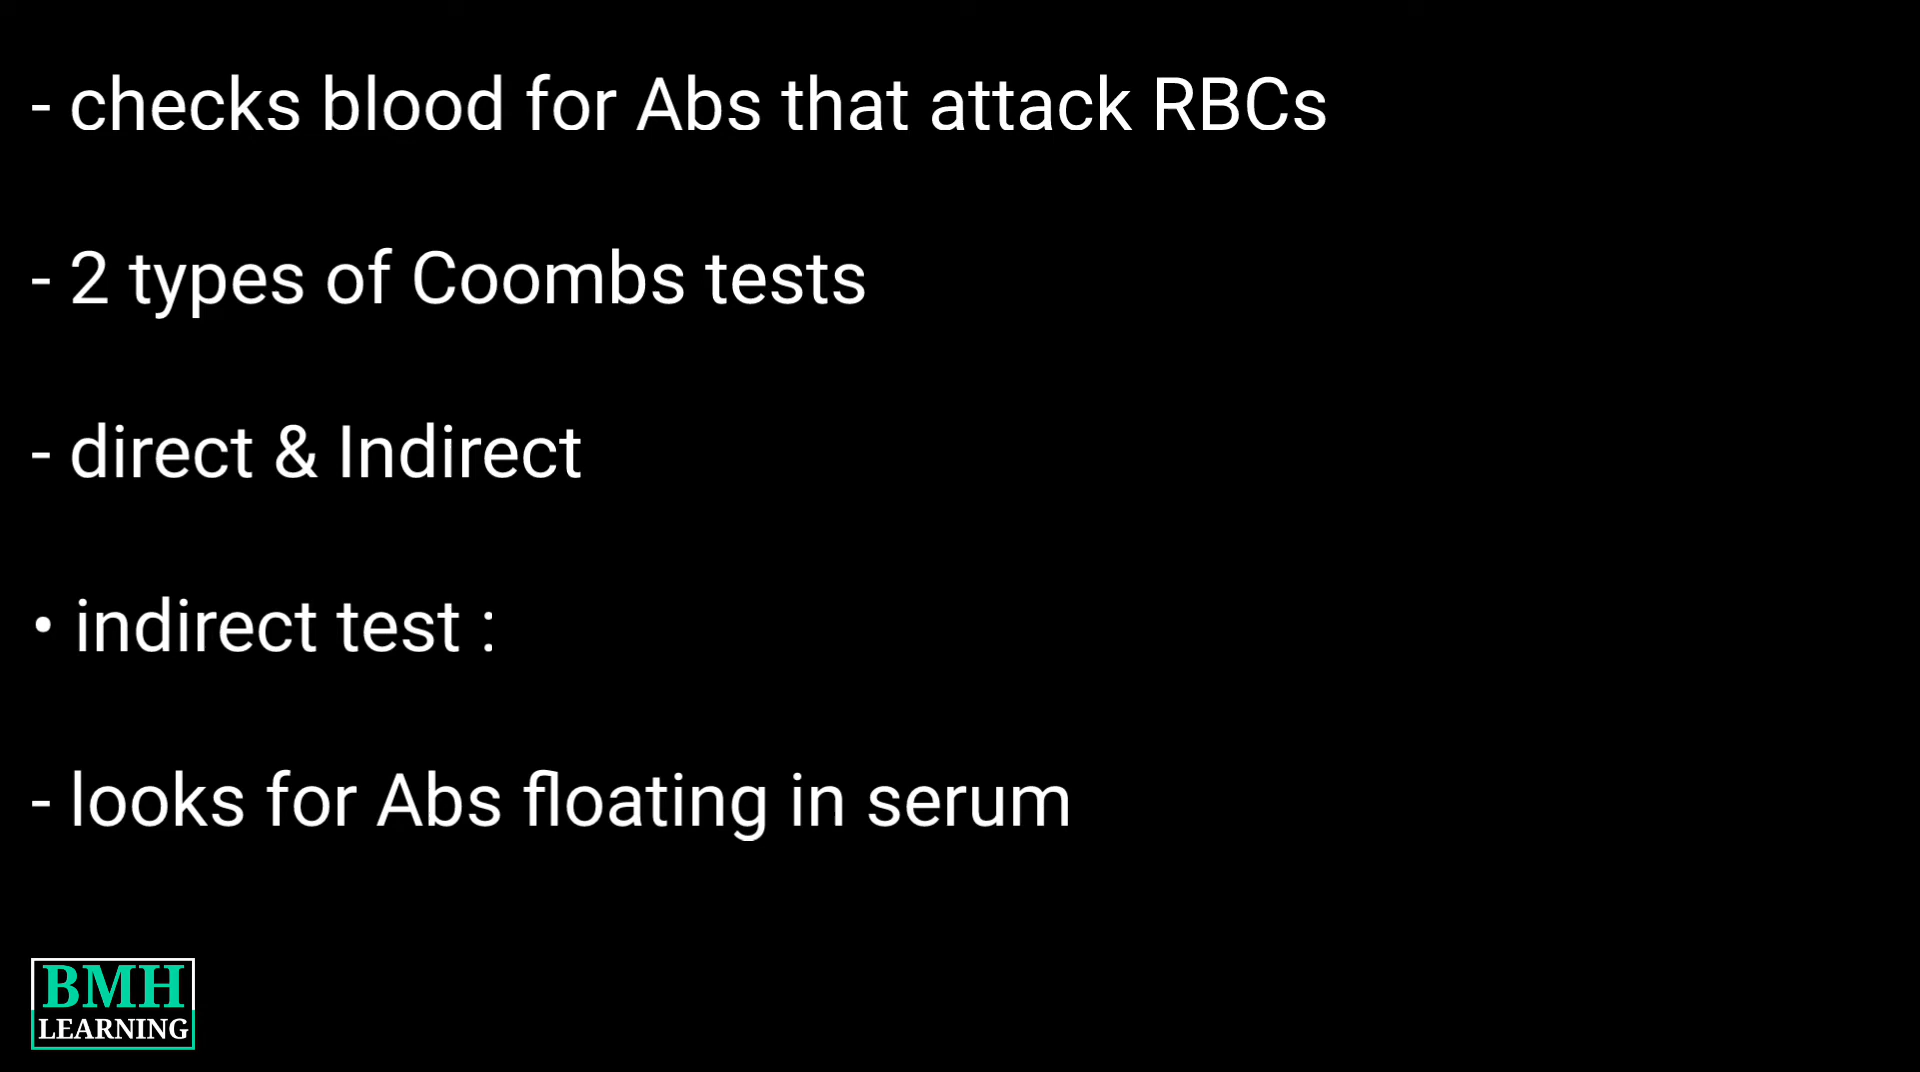 - checks blood for Abs that attack RBCs
- 2 types of Coombs tests
- direct & Indirect
• indirect test :
- looks for Abs floating in serum
BMH
LEARNING